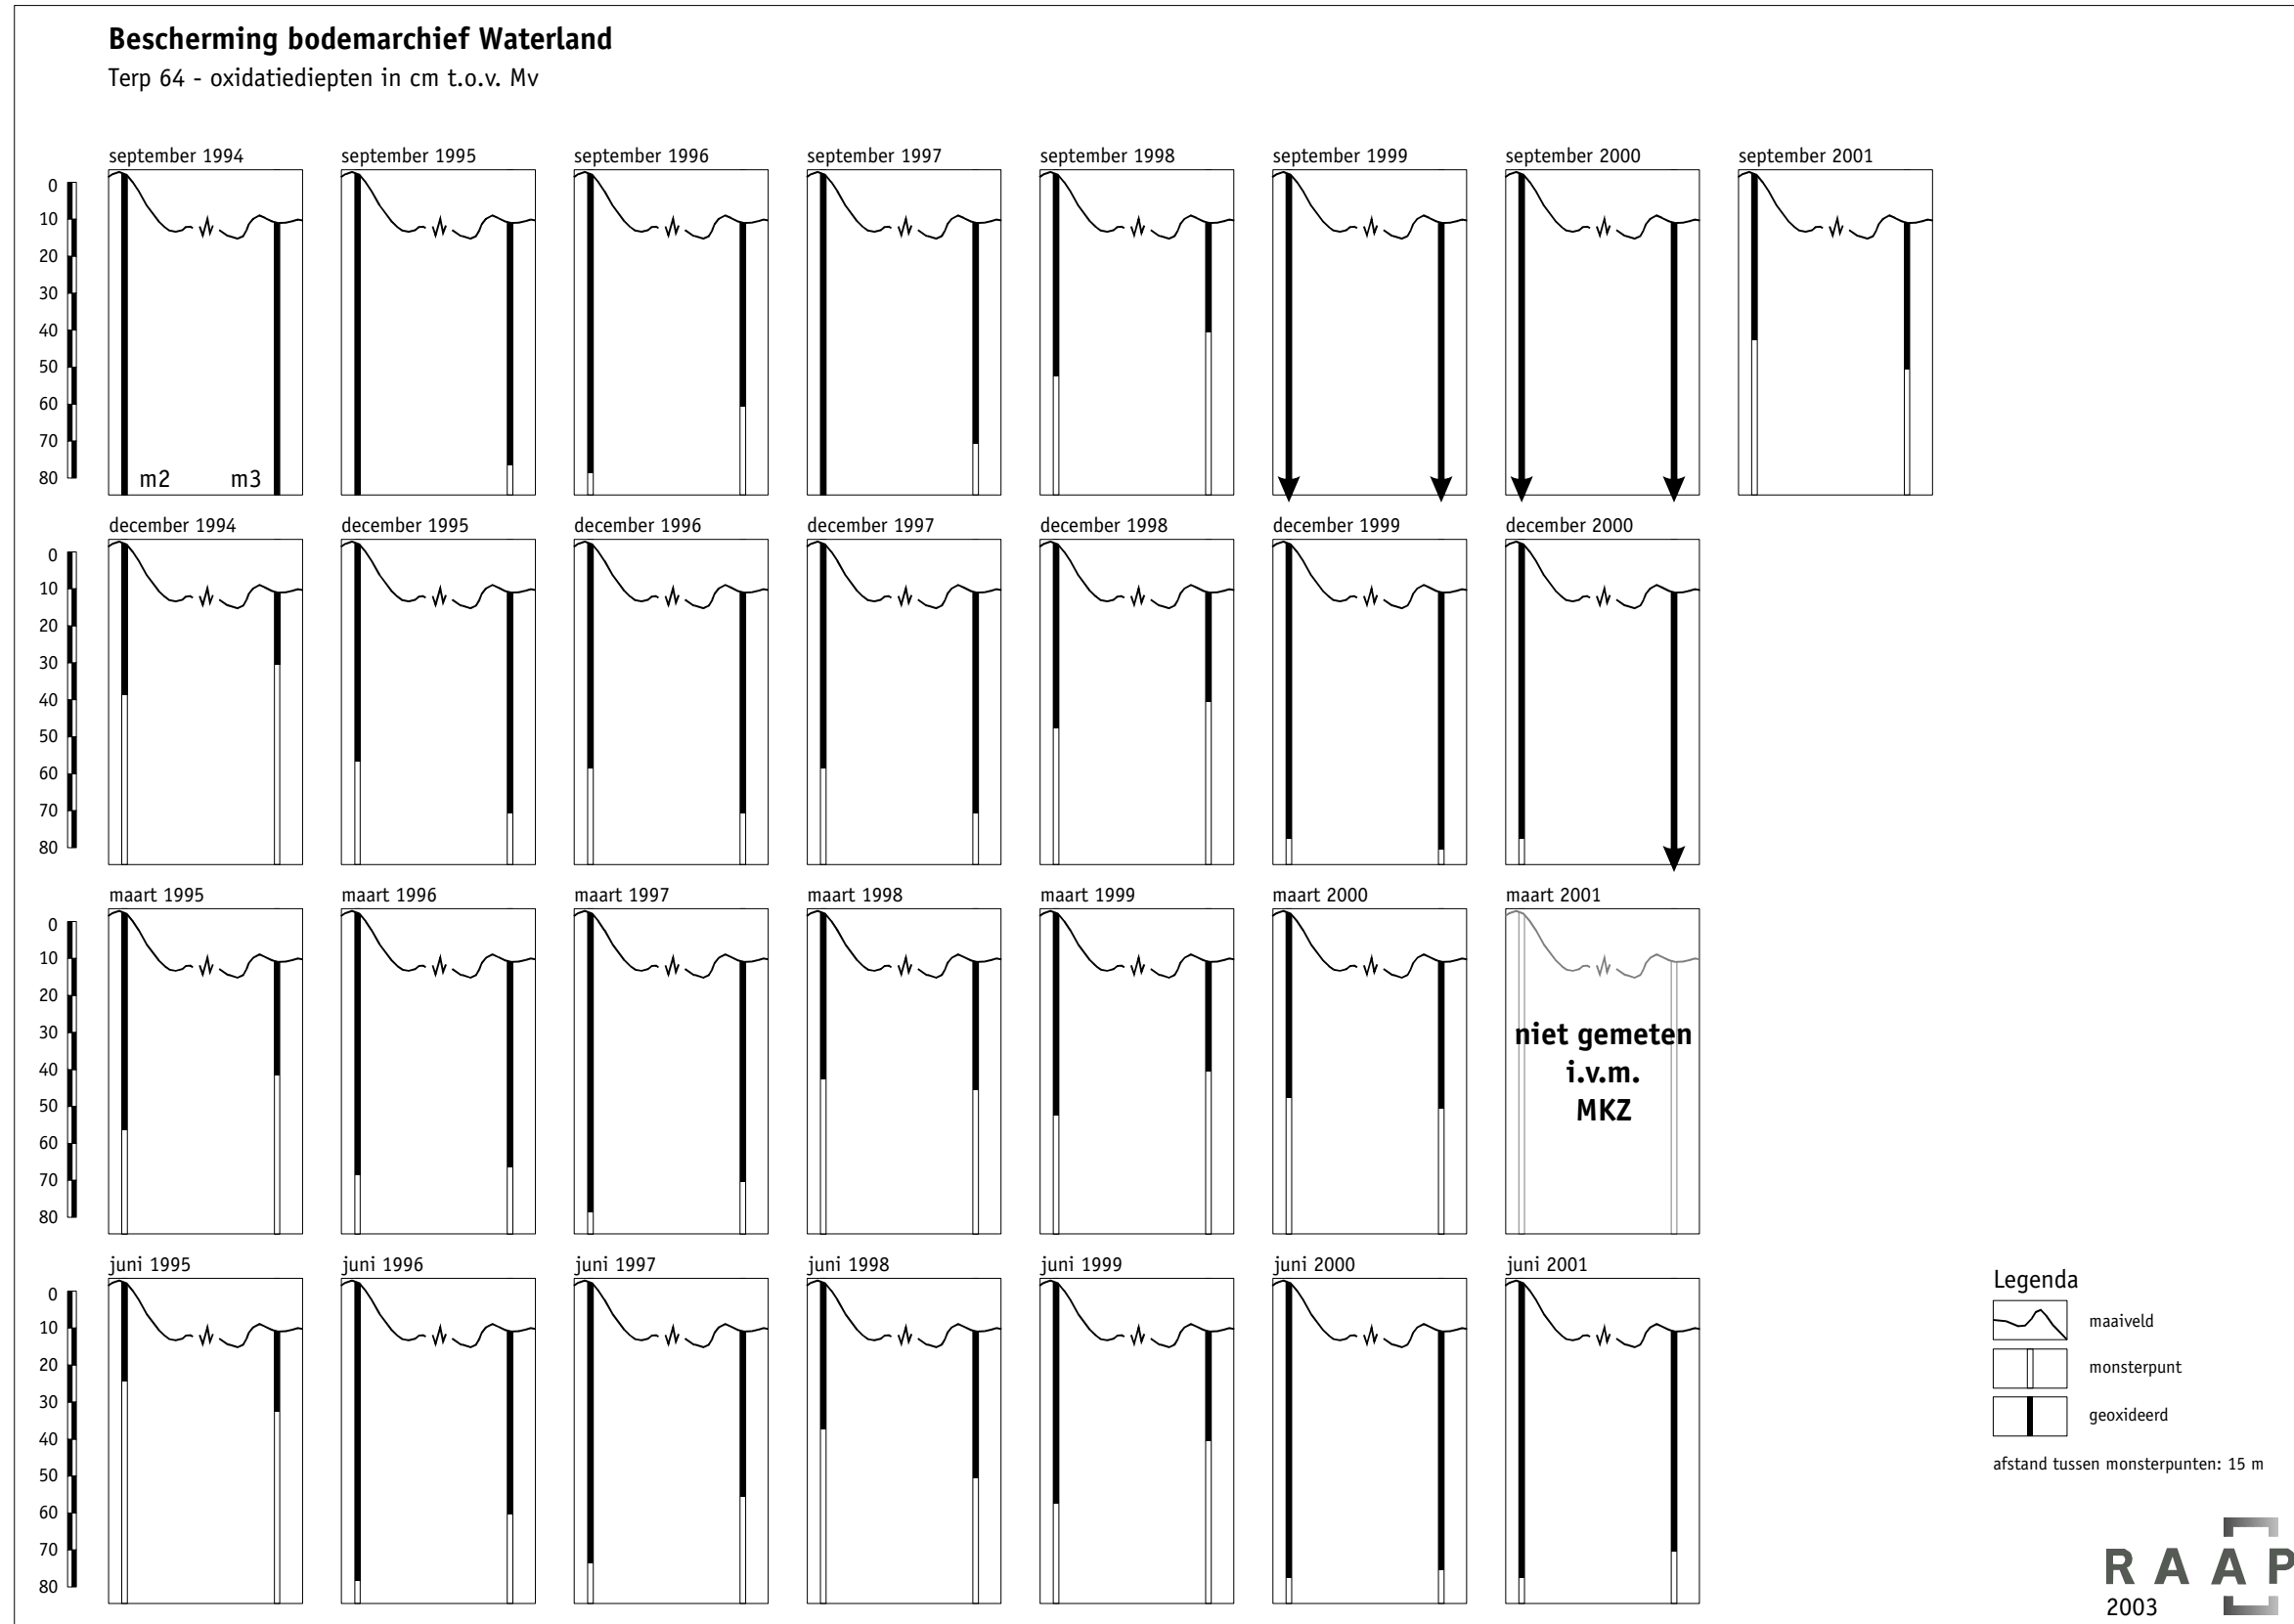 Bescherming bodemarchief Waterland
Terp 64 - oxidatiediepten in cm t.o.v. Mv
september 1994 september 1995 september 1996 september 1997 september 1998 september 1999 september 2000 september 2001
0
10
20
30
40
50
60
70
80
m2 m3
december 1994 december 1995 december 1996 december 1997 december 1998 december 1999 december 2000
0
10
20
30
40
50
60
70
80
maart 1995 maart 1996 maart 1997 maart 1998 maart 1999 maart 2000 maart 2001
0
10
20
30
40
50
60
70
80
niet gemeten
i.v.m.
MKZ
juni 1995 juni 1996 juni 1997 juni 1998 juni 1999 juni 2000 juni 2001
0
10
20
30
40
50
60
70
80
Legenda
maaiveld
monsterpunt
geoxideerd
afstand tussen monsterpunten: 15 m
RAAP
2003